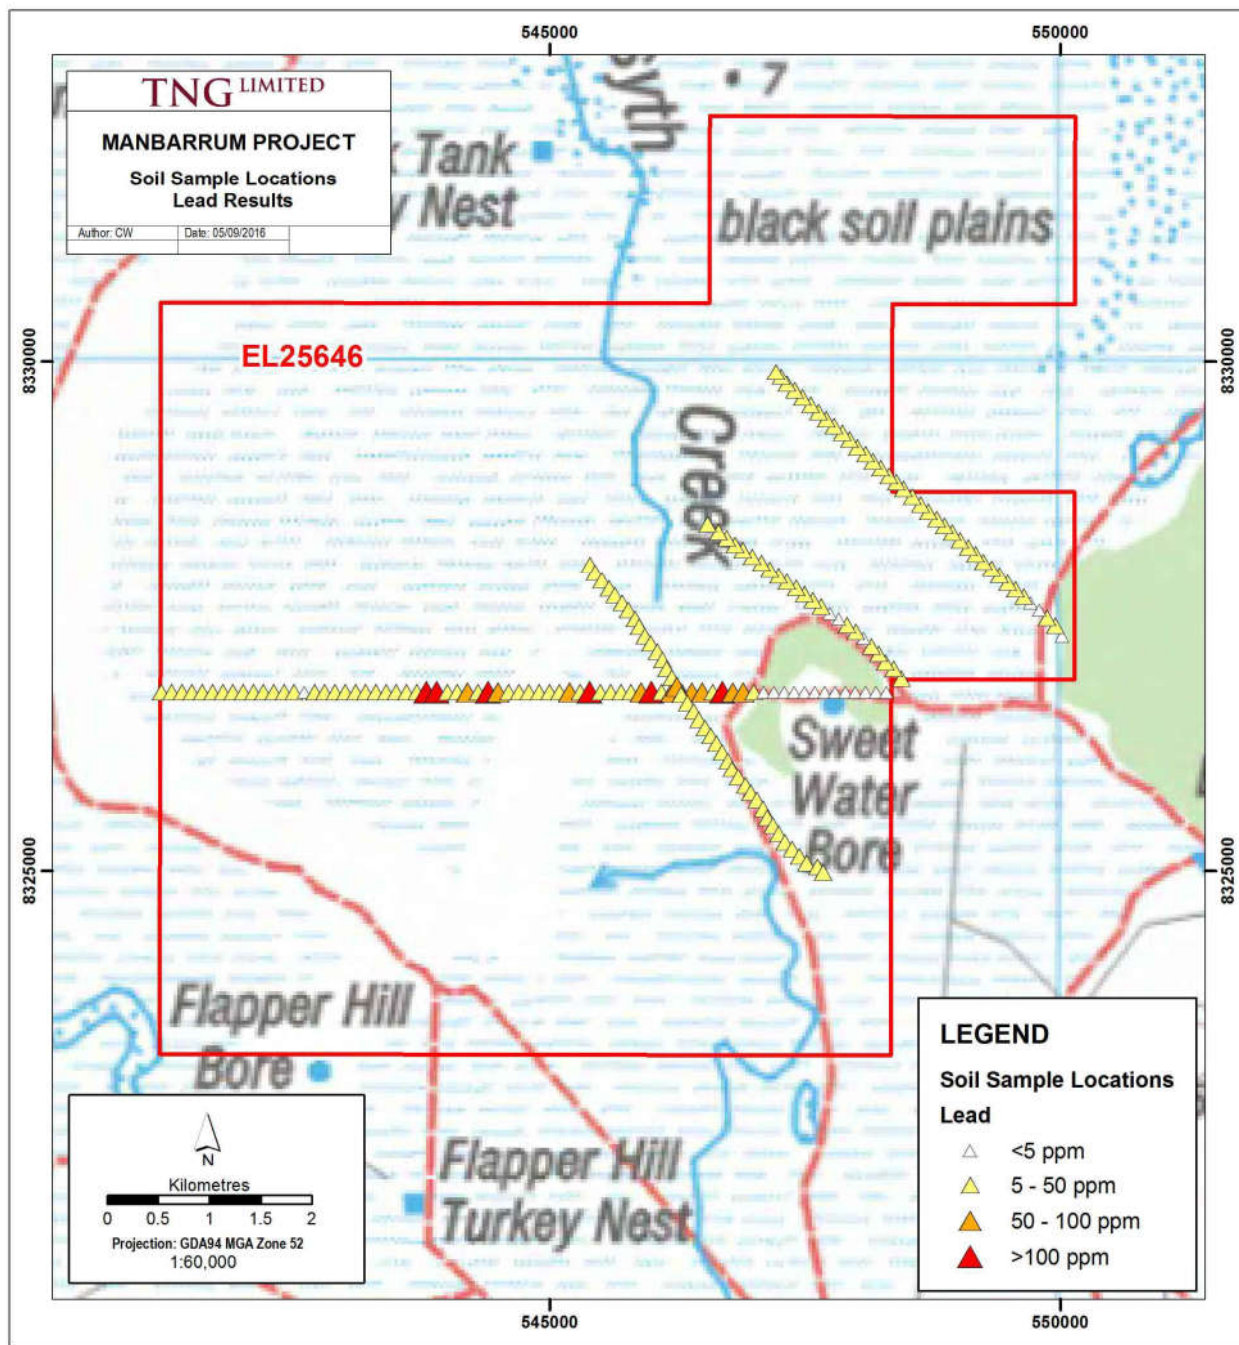 545000
550000
TNG LIMITED
MANBARRUM PROJECT
Soil Sample Locations
Lead Results
Author: CW
Date: 05/09/2016
syth
7
Tank
Nest
black soil plains
8330000
8330000
EL25646
Creek
Sweet
Water
Bore
8325000
8325000
Flapper Hill
Bore
Flapper Hill
Turkey Nest
N
Kilometres
0 0.5 1 1.5 2
Projection: GDA94 MGA Zone 52
1:60,000
LEGEND
Soil Sample Locations
Lead
<5 ppm
5 - 50 ppm
50 - 100 ppm
>100 ppm
545000
550000